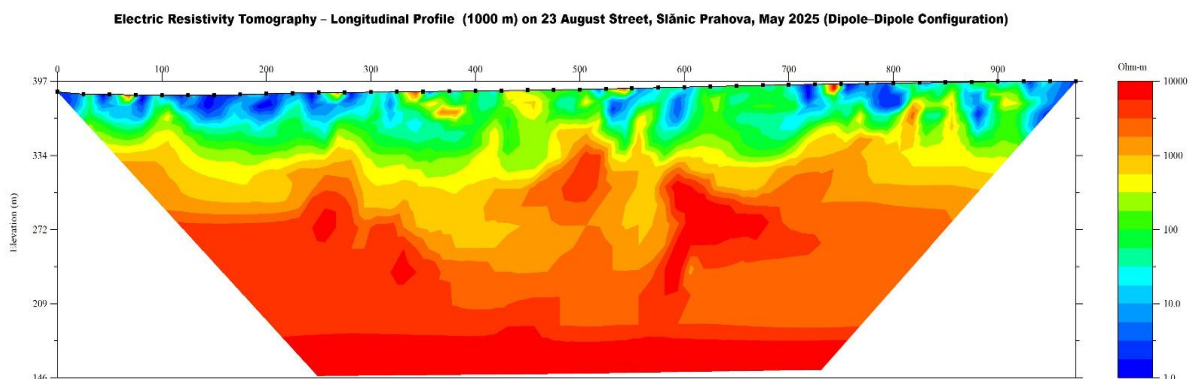 Electric Resistivity Tomography – Longitudinal Profile (1000 m) on 23 August Street, Slănic Prahova, May 2025 (Dipole–Dipole Configuration)
0 100 200 300 400 500 600 700 800 900
Ohm-m
397
334
272
209
146
Elevation (m)
10000
1000
100
10.0
1.0